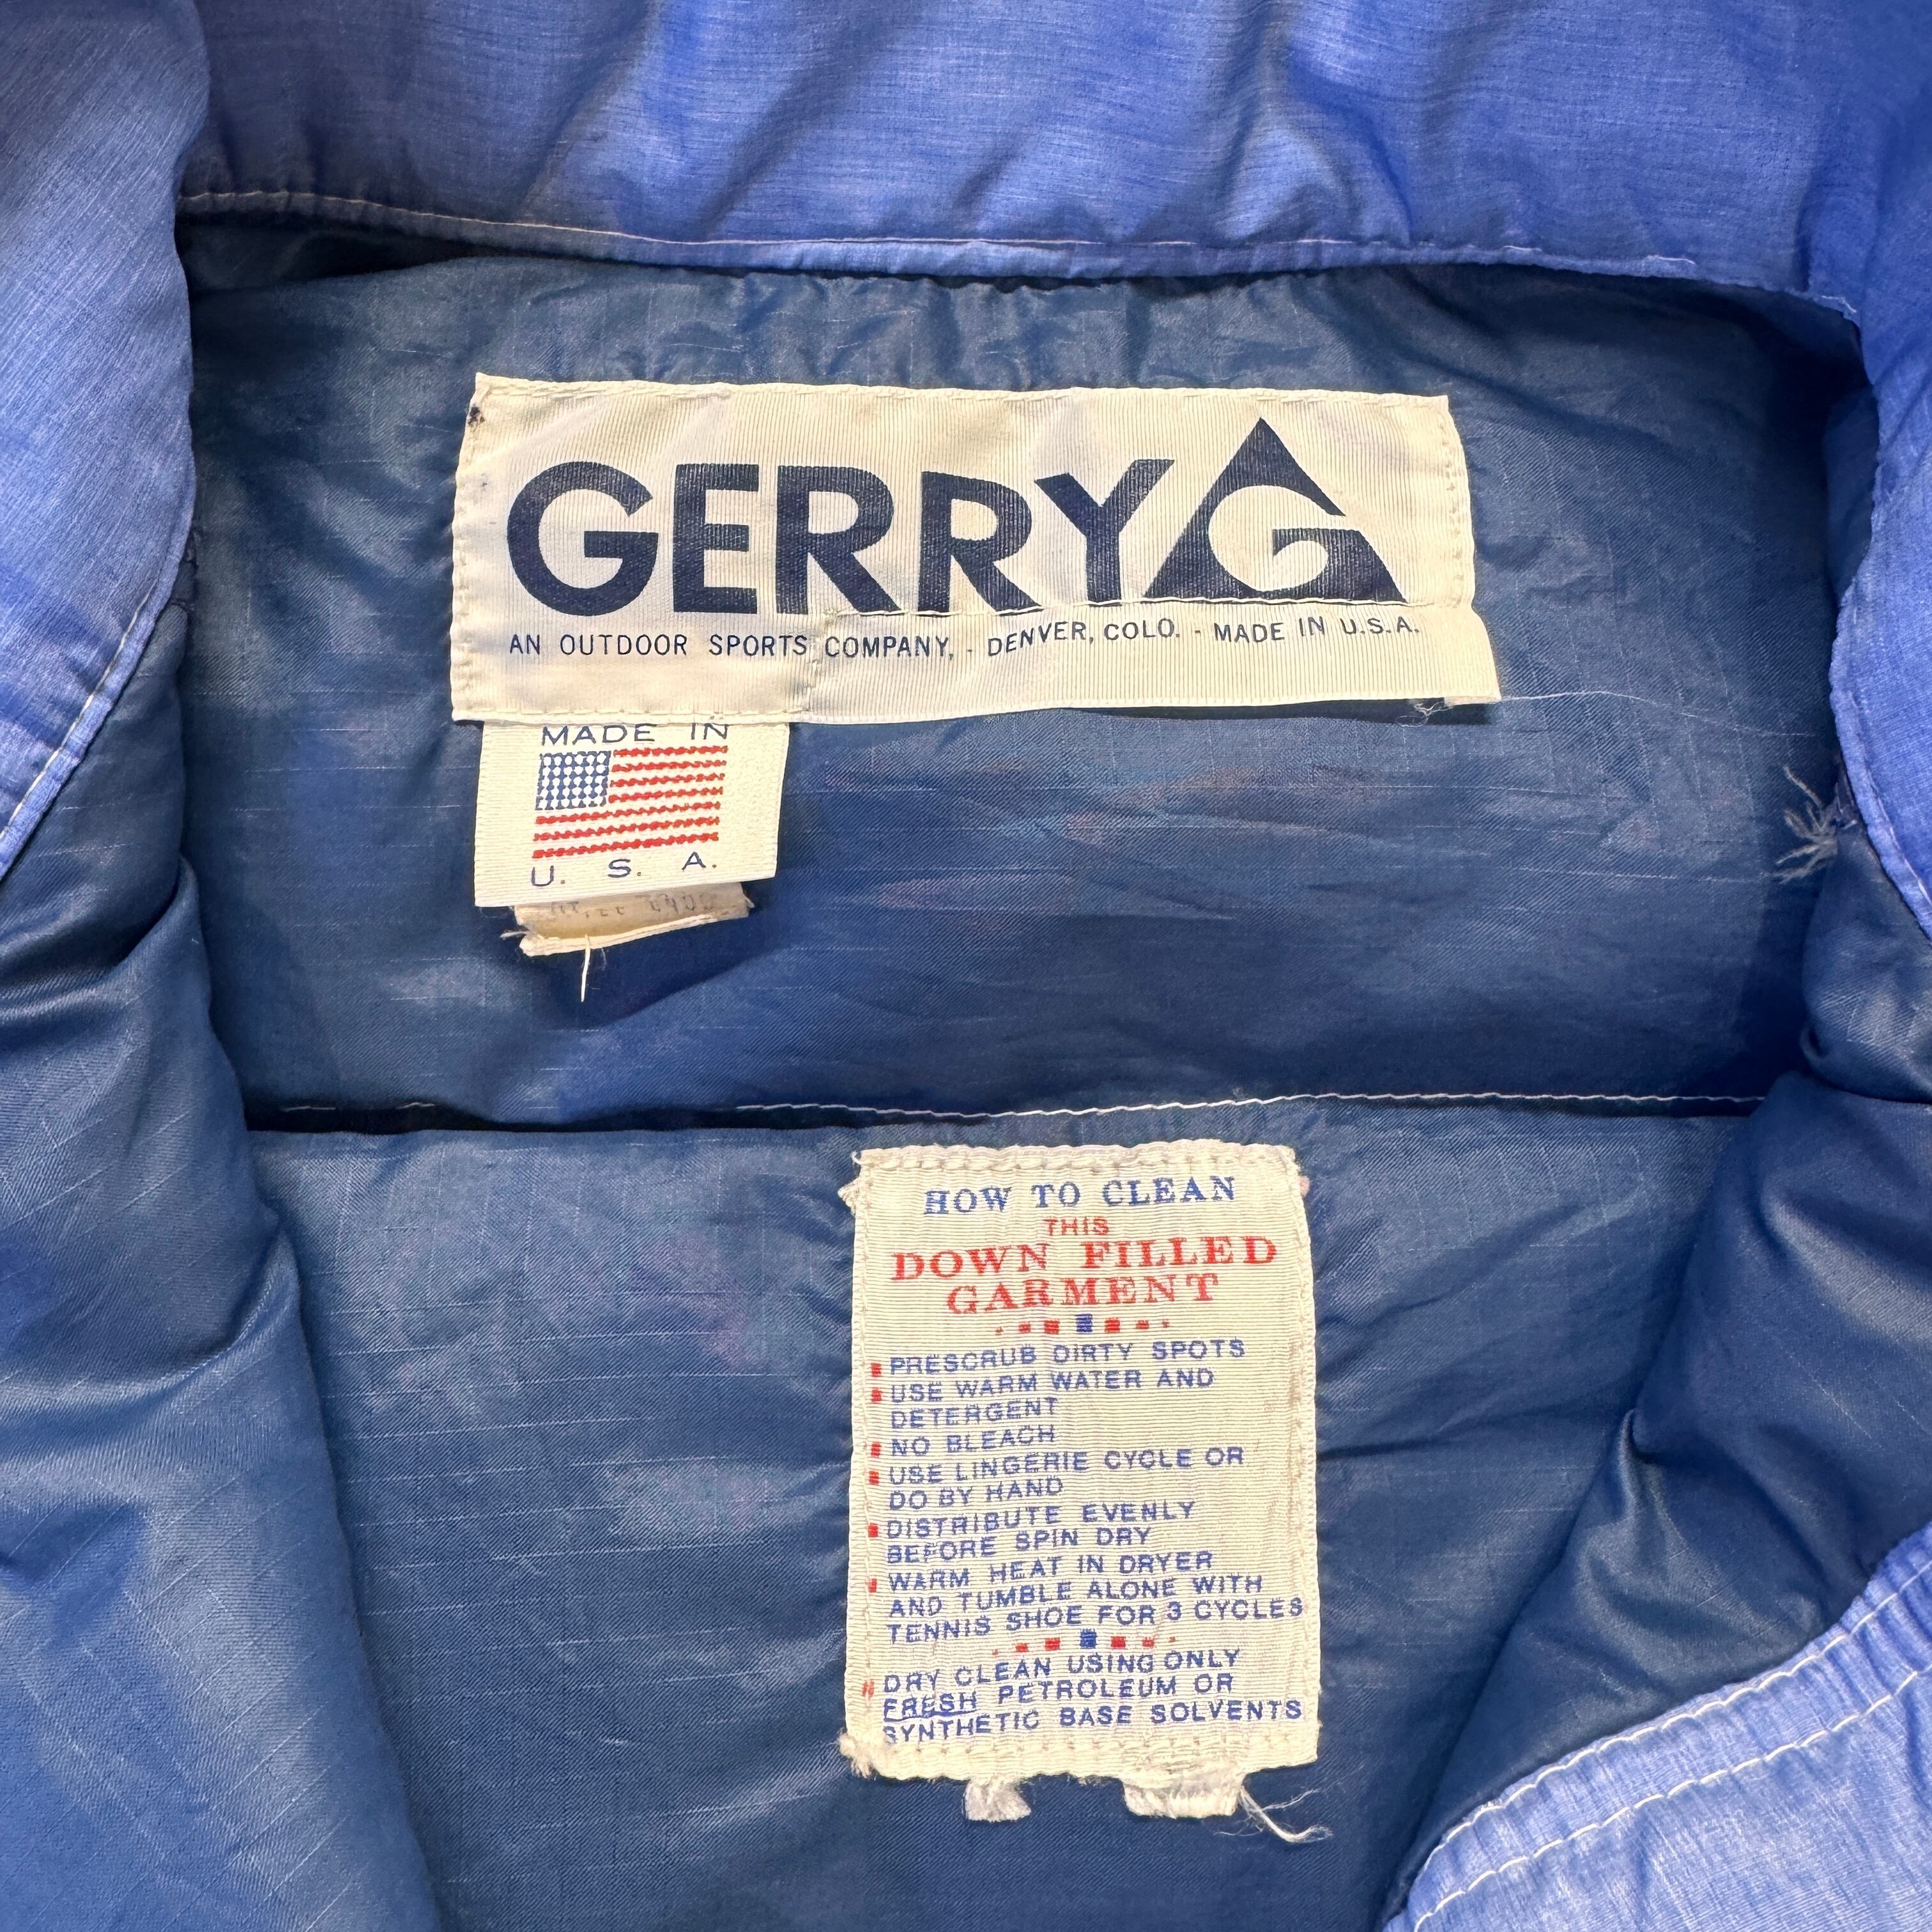 GERRY G
AN OUTDOOR SPORTS COMPANY, - DENVER, COLO. - MADE IN U.S.A.
MADE IN
U. S. A.
HOW TO CLEAN
THIS
DOWN FILLED
GARMENT
PRESCRUB DIRTY SPOTS
USE WARM WATER AND
DETERGENT
NO BLEACH
USE LINGERIE CYCLE OR
DO BY HAND
DISTRIBUTE EVENLY
BEFORE SPIN DRY
WARM HEAT IN DRYER
AND TUMBLE ALONE WITH
TENNIS SHOE FOR 3 CYCLES
DRY CLEAN USING ONLY
FRESH PETROLEUM OR
SYNTHETIC BASE SOLVENTS